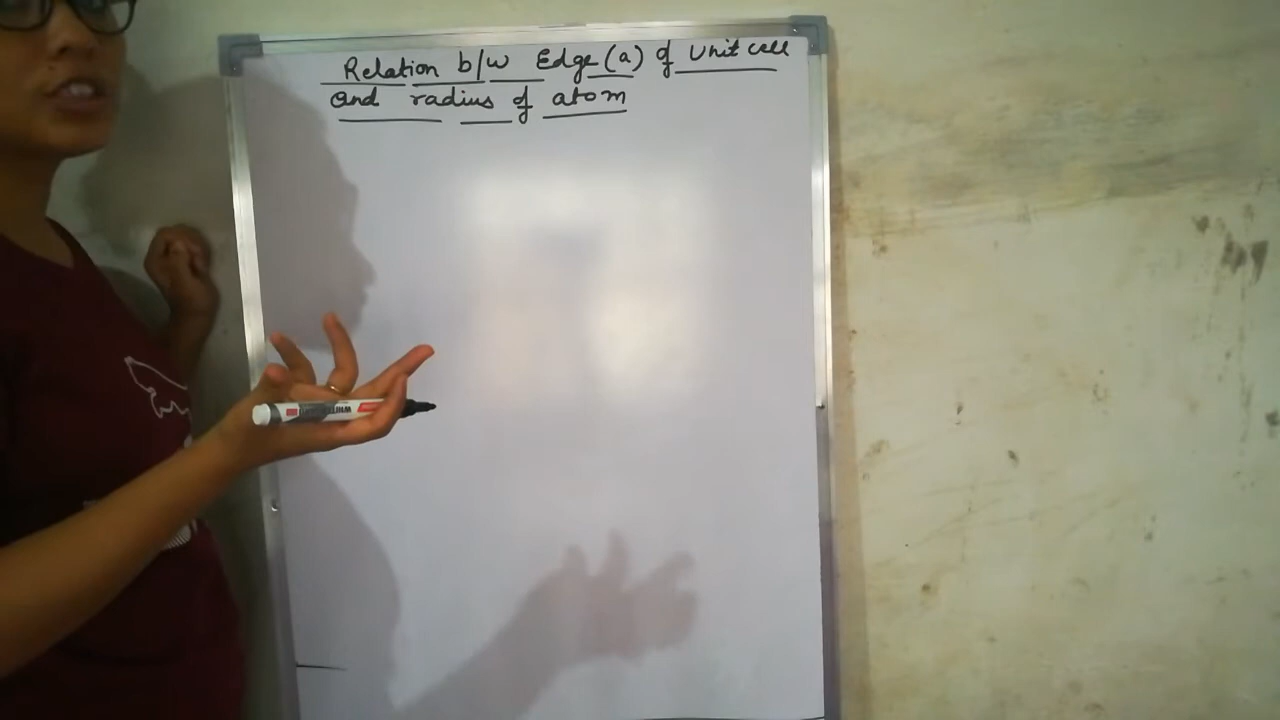 Relation b/w Edge (a) of Unit cell
and radius of atom